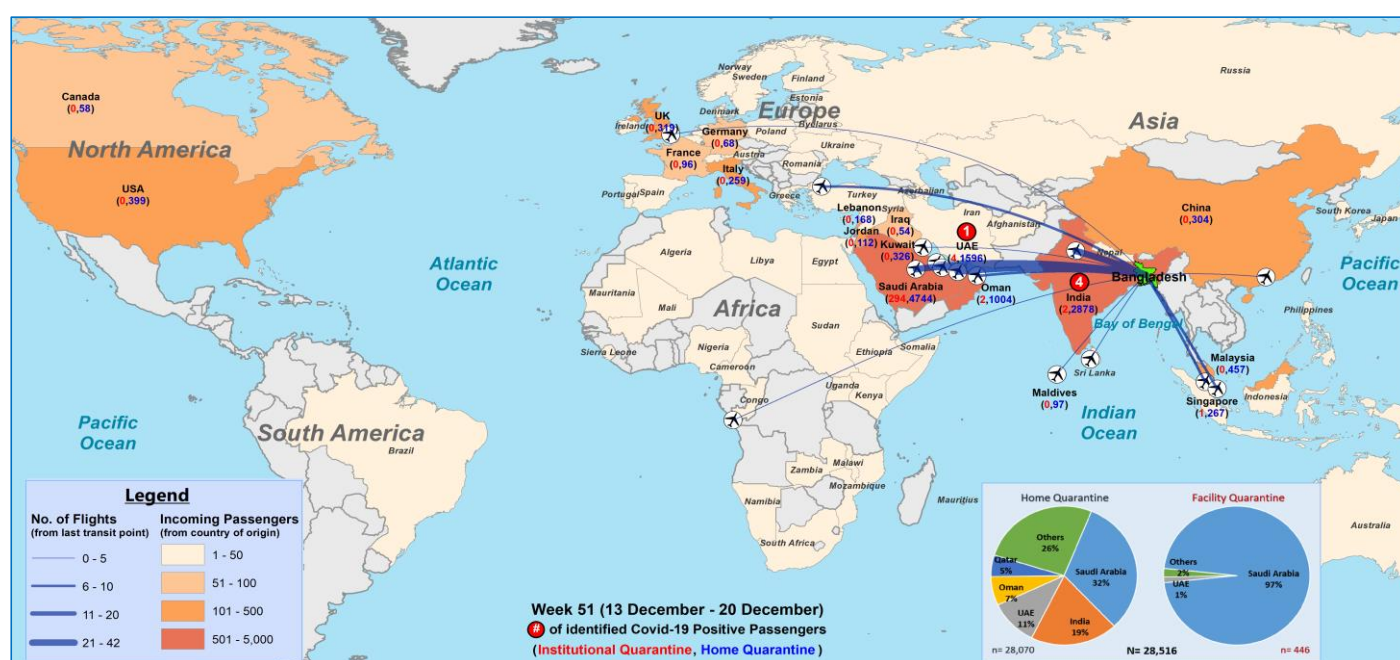 Canada
(0,58)
North America
USA
(0,399)
Atlantic
Ocean
Pacific
Ocean
South America
Brazil
Norway
Sweden
Finland
Estonia
Russia
Denmark
Europe
Asia
UK
(0,319)
Ireland
Germany
(0,68)
Poland
Byelarus
Ukraine
France
(0,96)
Austria
Romania
Italy
(0,259)
Portugal
Spain
Greece
Turkey
Azerbaijan
Syria
Lebanon
(0,168)
Jordan
(0,112)
Iraq
(0,54)
Iran
Afghanistan
Kuwait
(0,326)
1
UAE
(4,1596)
Saudi Arabia
(294,4744)
Oman
(2,1004)
Nepal
4
India
(2,2878)
Bangladesh
Bay of Bengal
China
(0,304)
South Korea
Japan
Pacific
Ocean
Philippines
Malaysia
(0,457)
Singapore
(1,267)
Indonesia
Sri Lanka
Maldives
(0,97)
Indian
Ocean
Algeria
Libya
Egypt
Mauritania
Mali
Africa
Sudan
Nigeria
Sierra Leone
Cameroon
Ethiopia
Somalia
Uganda
Kenya
Congo
Zambia
Malawi
Mozambique
Namibia
South Africa
Mauritius
Australia
Legend
No. of Flights
(from last transit point)
0 - 5
6 - 10
11 - 20
21 - 42
Incoming Passengers
(from country of origin)
1 - 50
51 - 100
101 - 500
501 - 5,000
Week 51 (13 December - 20 December)
# of identified Covid-19 Positive Passengers
(Institutional Quarantine, Home Quarantine)
Home Quarantine
Others
26%
Qatar
5%
Oman
7%
UAE
11%
India
19%
Saudi Arabia
32%
n= 28,070
N= 28,516
Facility Quarantine
Others
2%
UAE
1%
Saudi Arabia
97%
n= 446